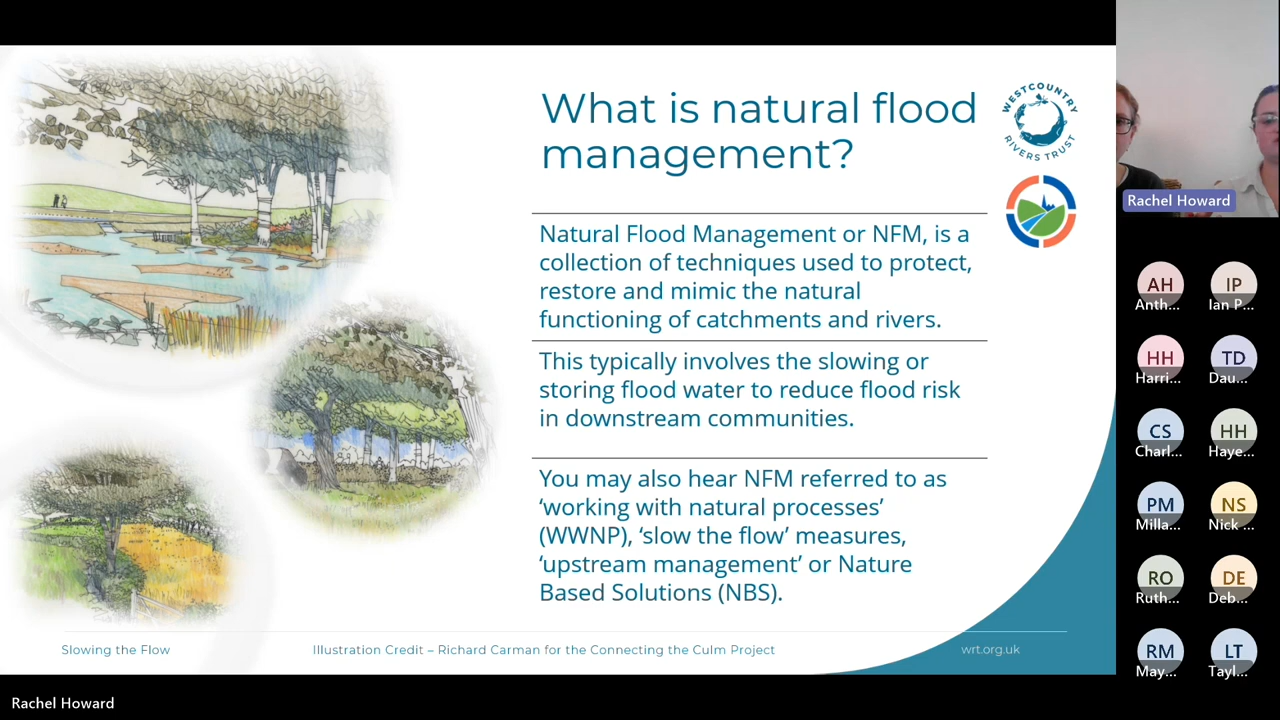 What is natural flood
management?
WESTCOUNTRY
RIVERS TRUST
Natural Flood Management or NFM, is a
collection of techniques used to protect,
restore and mimic the natural
functioning of catchments and rivers.
This typically involves the slowing or
storing flood water to reduce flood risk
in downstream communities.
You may also hear NFM referred to as
‘working with natural processes’
(WWNP), ‘slow the flow’ measures,
‘upstream management’ or Nature
Based Solutions (NBS).
Slowing the Flow
Illustration Credit – Richard Carman for the Connecting the Culm Project
wrt.org.uk
Rachel Howard
AH
IP
Anth...
Ian P...
HH
TD
Harri...
Dau...
CS
HH
Charl...
Haye...
PM
NS
Milla...
Nick ...
RO
DE
Ruth...
Deb...
RM
LT
May...
Tayl...
Rachel Howard